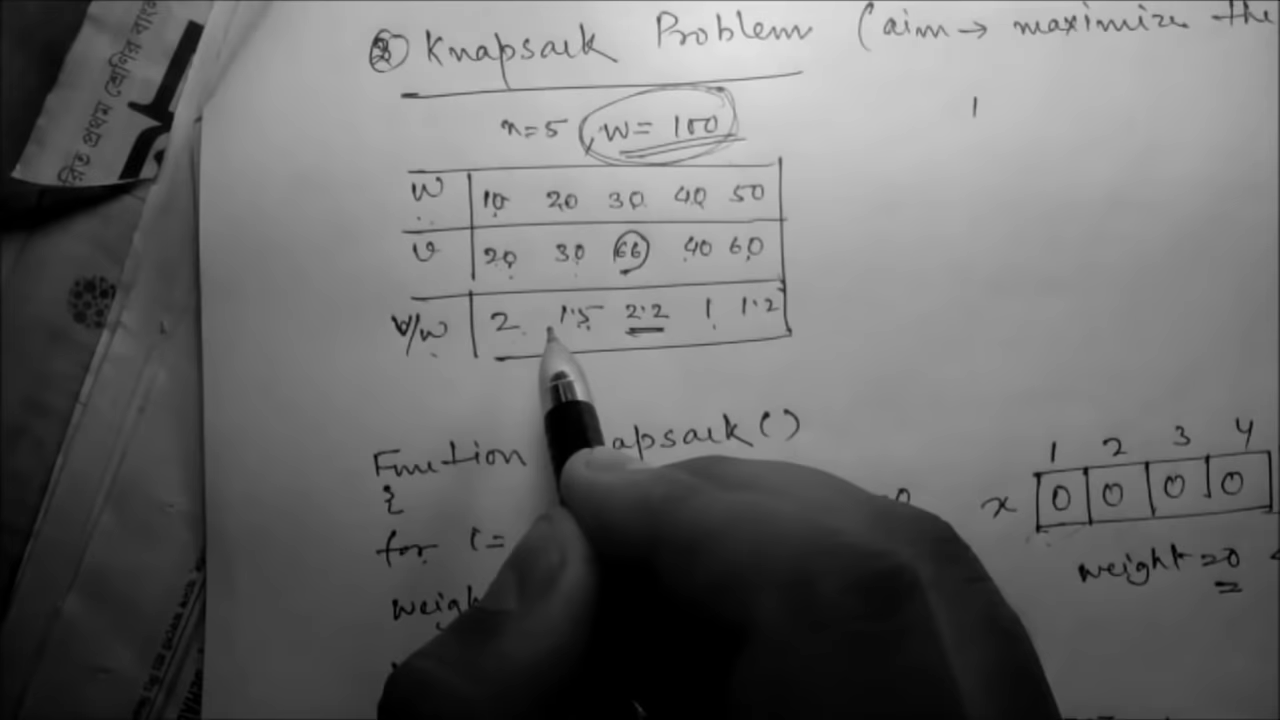 ② Knapsack Problem (aim → maximize the
n=5, W= 100
W 10 20 30 40 50
v 20 30 66 40 60
v/w 2 1.5 2.2 1 1.2
Function apsack()
{
for i=
weigh
1 2 3 4
x 0 0 0 0
weight =
রিত প্রথম শ্রেণির বাংলা